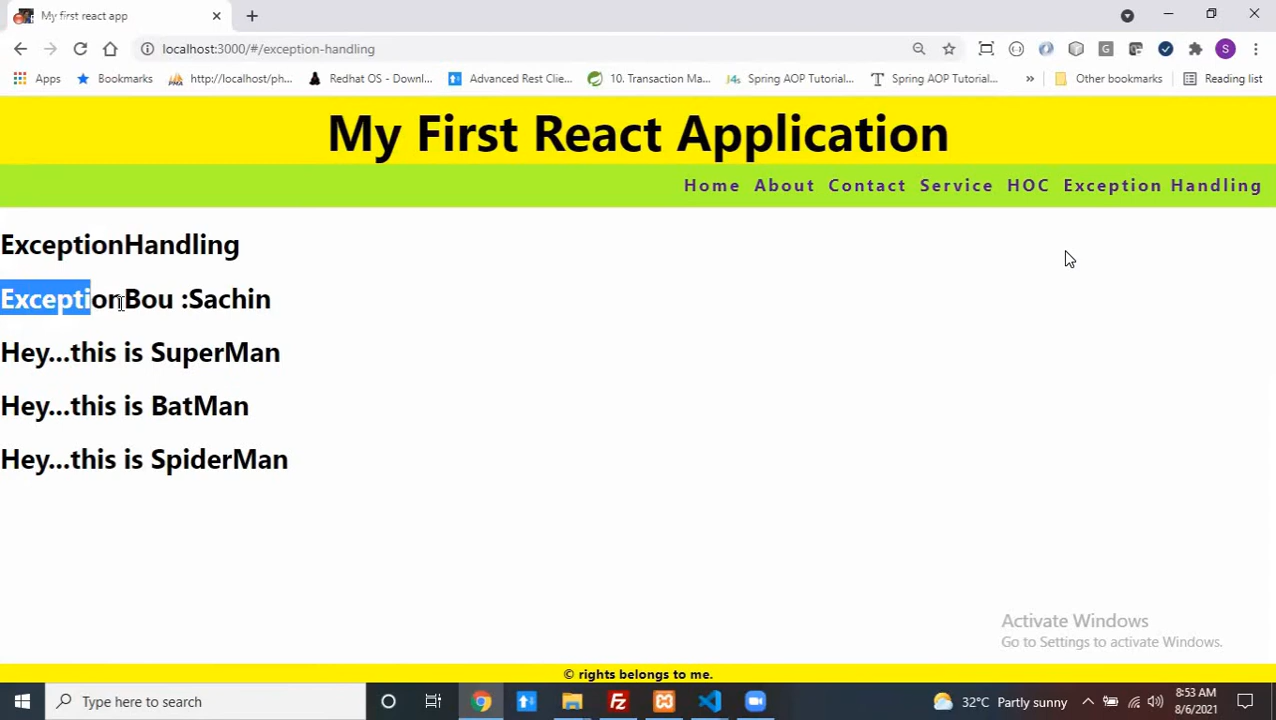 My first react app
localhost:3000/#/exception-handling
S
Apps Bookmarks http://localhost/ph... Redhat OS - Downl... Advanced Rest Clie... 10. Transaction Ma... Spring AOP Tutorial... Spring AOP Tutorial... » Other bookmarks Reading list
My First React Application
Home About Contact Service HOC Exception Handling
ExceptionHandling
ExceptionBou :Sachin
Hey...this is SuperMan
Hey...this is BatMan
Hey...this is SpiderMan
Activate Windows
Go to Settings to activate Windows.
© rights belongs to me.
Type here to search
32°C Partly sunny
8:53 AM
8/6/2021